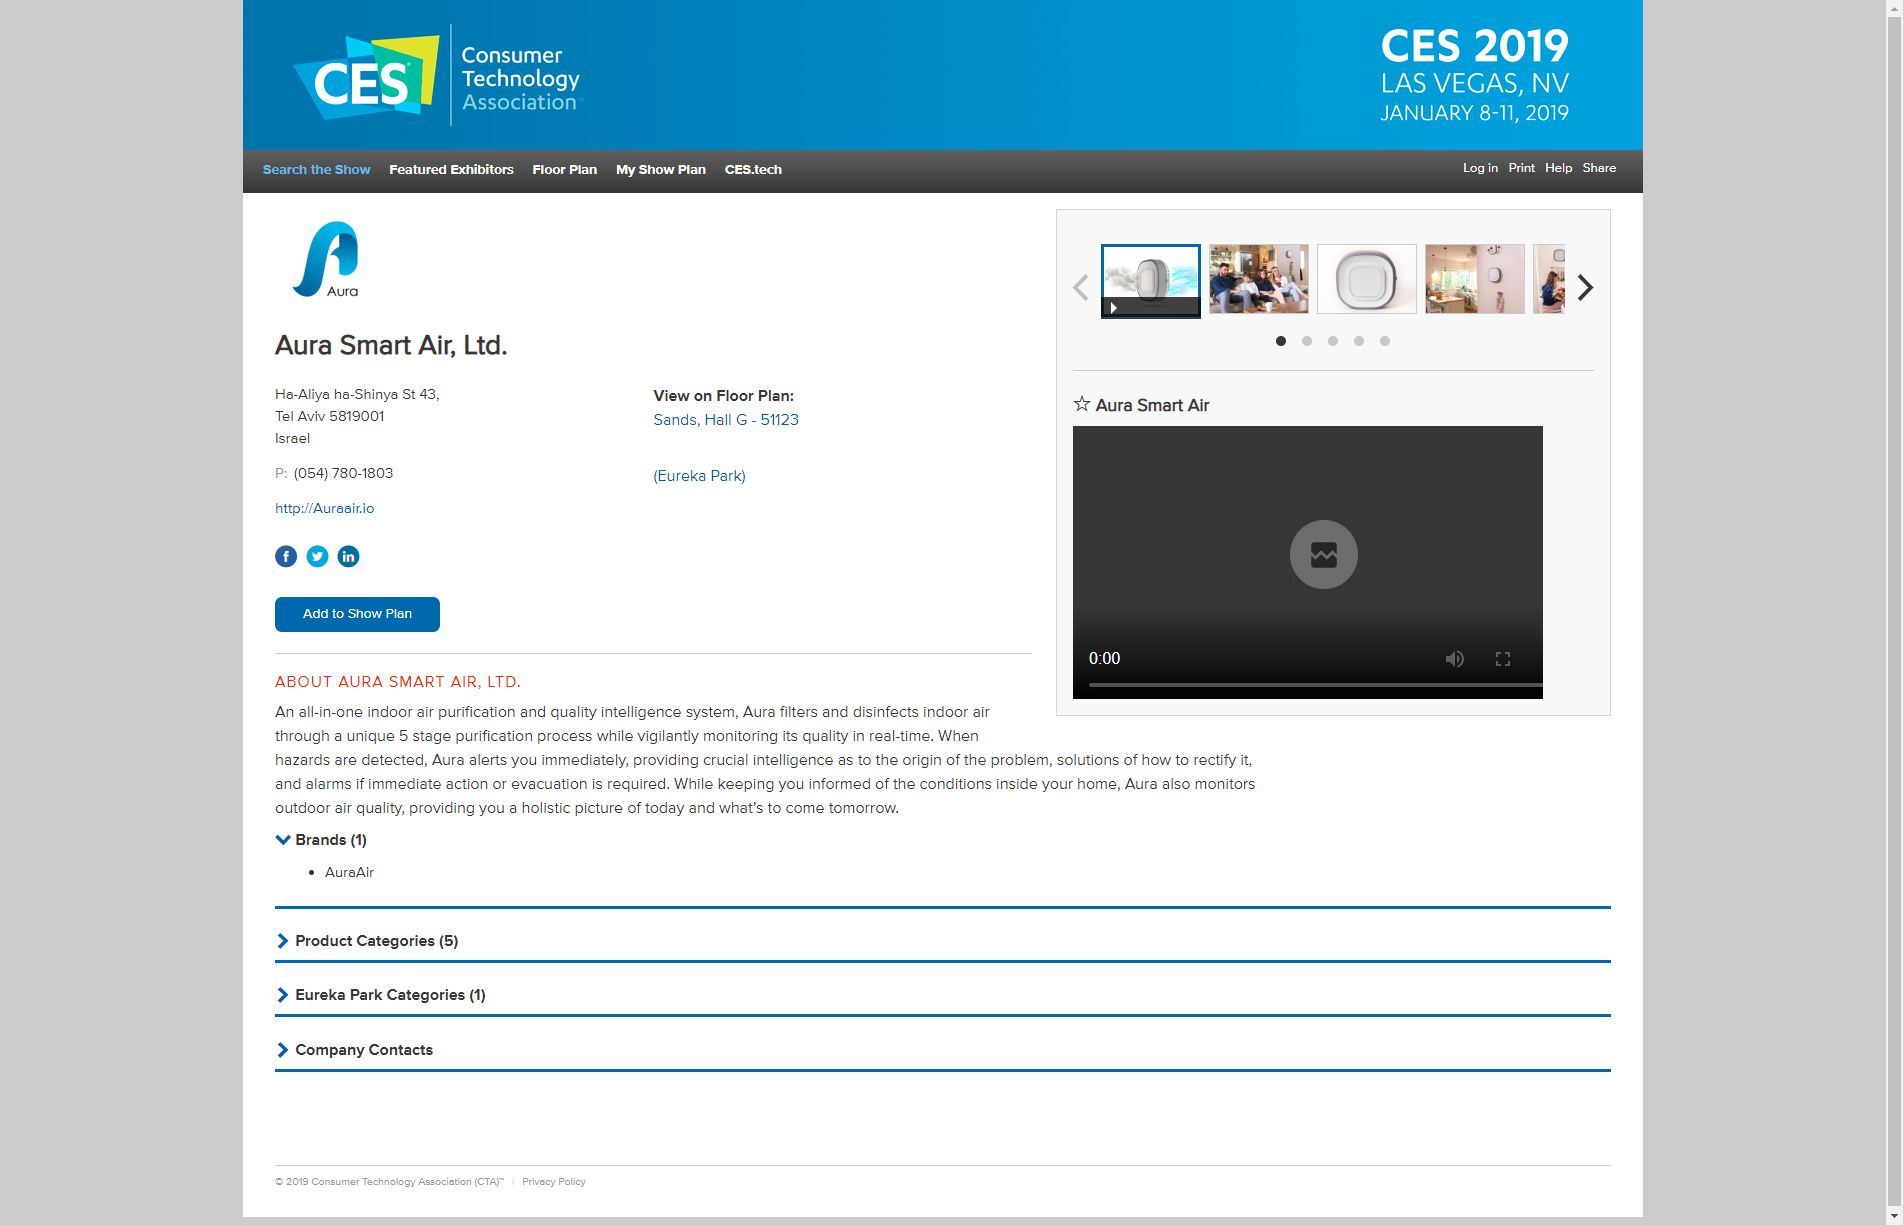 CES
Consumer
Technology
Association
CES 2019
LAS VEGAS, NV
JANUARY 8-11, 2019
Search the Show Featured Exhibitors Floor Plan My Show Plan CES.tech
Log in Print Help Share
Aura
Aura Smart Air, Ltd.
Ha-Aliya ha-Shinya St 43,
Tel Aviv 5819001
Israel
P: (054) 780-1803
http://Auraair.io
View on Floor Plan:
Sands, Hall G - 51123
(Eureka Park)
Add to Show Plan
Aura Smart Air
0:00
ABOUT AURA SMART AIR, LTD.
An all-in-one indoor air purification and quality intelligence system, Aura filters and disinfects indoor air
through a unique 5 stage purification process while vigilantly monitoring its quality in real-time. When
hazards are detected, Aura alerts you immediately, providing crucial intelligence as to the origin of the problem, solutions of how to rectify it,
and alarms if immediate action or evacuation is required. While keeping you informed of the conditions inside your home, Aura also monitors
outdoor air quality, providing you a holistic picture of today and what's to come tomorrow.
Brands (1)
• AuraAir
Product Categories (5)
Eureka Park Categories (1)
Company Contacts
© 2019 Consumer Technology Association (CTA)™ | Privacy Policy